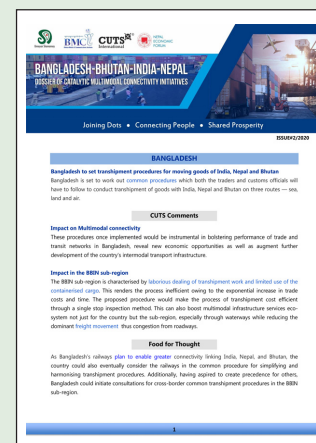 BMC
CUTS
International
NEPAL
ECONOMIC
FORUM
BANGLADESH-BHUTAN-INDIA-NEPAL
DOSSIER OF CATALYTIC MULTIMODAL CONNECTIVITY INITIATIVES
Joining Dots • Connecting People • Shared Prosperity
ISSUE#2/2020
BANGLADESH
Bangladesh to set transhipment procedures for moving goods of India, Nepal and Bhutan
Bangladesh is set to work out common procedures which both the traders and customs officials will
have to follow to conduct transhipment of goods with India, Nepal and Bhutan on three routes — sea,
land and air.
CUTS Comments
Impact on Multimodal connectivity
These procedures once implemented would be instrumental in bolstering performance of trade and
transit networks in Bangladesh, reveal new economic opportunities as well as augment further
development of the country's intermodal transport infrastructure.
Impact in the BBIN sub-region
The BBIN sub-region is characterised by laborious dealing of transhipment work and limited use of the
containerised cargo. This renders the process inefficient owing to the exponential increase in trade
costs and time. The proposed procedure would make the process of transhipment cost efficient
through a single stop inspection method. This can also boost multimodal infrastructure services eco-
system not just for the country but the sub-region, especially through waterways while reducing the
dominant freight movement thus congestion from roadways.
Food for Thought
As Bangladesh's railways plan to enable greater connectivity linking India, Nepal, and Bhutan, the
country could also eventually consider the railways in the common procedure for simplifying and
harmonising transhipment procedures. Additionally, having aspired to create precedence for others,
Bangladesh could initiate consultations for cross-border common transhipment procedures in the BBIN
sub-region.
1